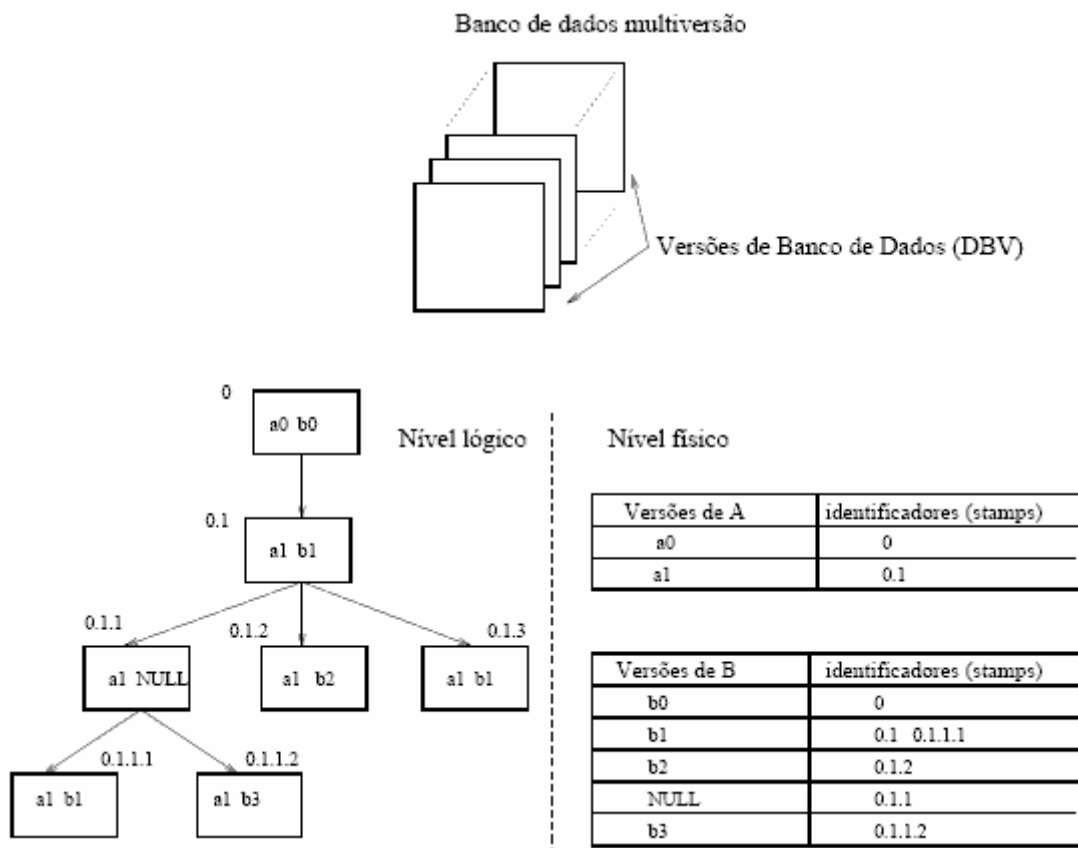 Banco de dados multiversão
Versões de Banco de Dados (DBV)
0
a0 b0
Nível lógico
0.1
a1 b1
0.1.1
0.1.2
0.1.3
a1 NULL
a1 b2
a1 b1
0.1.1.1
0.1.1.2
a1 b1
a1 b3
Nível físico
Versões de A identificadores (stamps)
a0 0
a1 0.1
Versões de B identificadores (stamps)
b0 0
b1 0.1 0.1.1.1
b2 0.1.2
NULL 0.1.1
b3 0.1.1.2